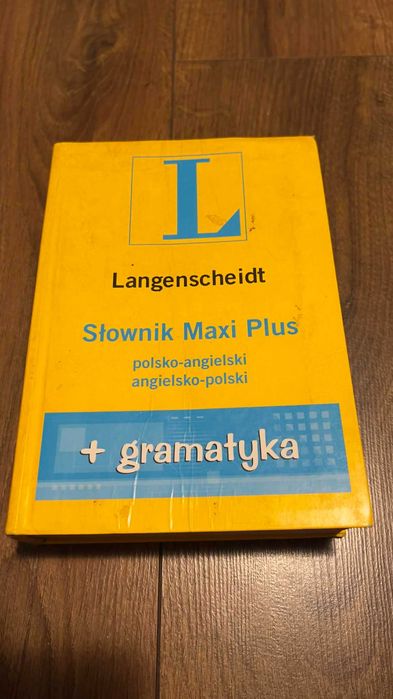 L
Langenscheidt
Słownik Maxi Plus
polsko-angielski
angielsko-polski
+ gramatyka